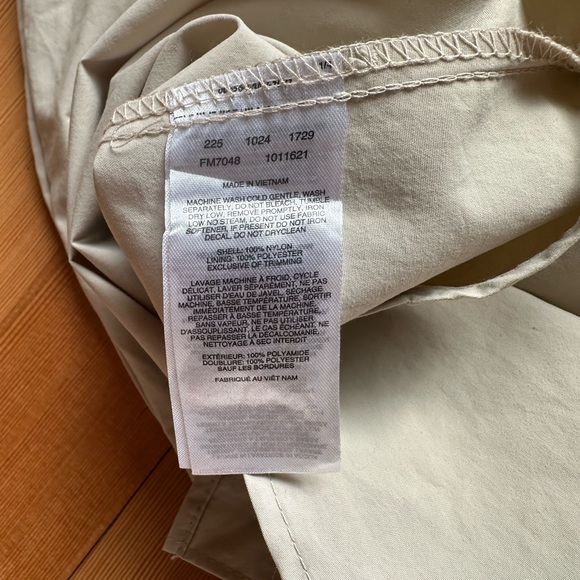 225 1024 1729
FM7048 1011621
MADE IN VIETNAM
MACHINE WASH COLD GENTLE, WASH
SEPARATELY, DO NOT BLEACH, TUMBLE
DRY LOW, REMOVE PROMPTLY, IRON
LOW NO STEAM, DO NOT USE FABRIC
SOFTENER, IF PRESENT DO NOT IRON
DECAL, DO NOT DRYCLEAN
SHELL: 100% NYLON
LINING: 100% POLYESTER
EXCLUSIVE OF TRIMMING
LAVAGE MACHINE À FROID, CYCLE
DÉLICAT, LAVER SÉPARÉMENT, NE PAS
UTILISER D'EAU DE JAVEL, SÉCHAGE
MACHINE, BASSE TEMPÉRATURE, SORTIR
IMMÉDIATEMENT DE LA MACHINE,
REPASSER À BASSE TEMPÉRATURE
SANS VAPEUR, NE PAS UTILISER
D'ASSOUPLISSANT, LE CAS ÉCHÉANT, NE
PAS REPASSER LA DÉCALCOMANIE,
NETTOYAGE À SEC INTERDIT
EXTÉRIEUR: 100% POLYAMIDE
DOUBLURE: 100% POLYESTER
SAUF LES BORDURES
FABRIQUÉ AU VIÊT NAM